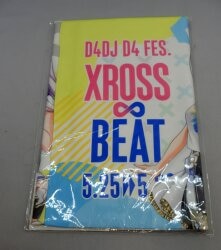 D4DJ D4 FES.
XROSS
∞
BEAT
5.25